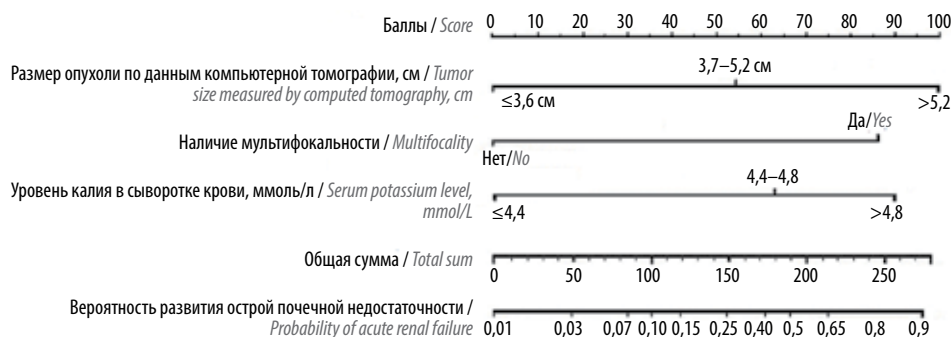 Баллы / Score 0 10 20 30 40 50 60 70 80 90 100
Размер опухоли по данным компьютерной томографии, см / Tumor
size measured by computed tomography, cm
3,7–5,2 см
≤3,6 см >5,2
Наличие мультифокальности / Multifocality
Да/Yes
Нет/No
Уровень калия в сыворотке крови, ммоль/л / Serum potassium level,
mmol/L
4,4–4,8
≤4,4 >4,8
Общая сумма / Total sum
0 50 100 150 200 250
Вероятность развития острой почечной недостаточности /
Probability of acute renal failure
0,01 0,03 0,07 0,10 0,15 0,25 0,40 0,5 0,65 0,8 0,9